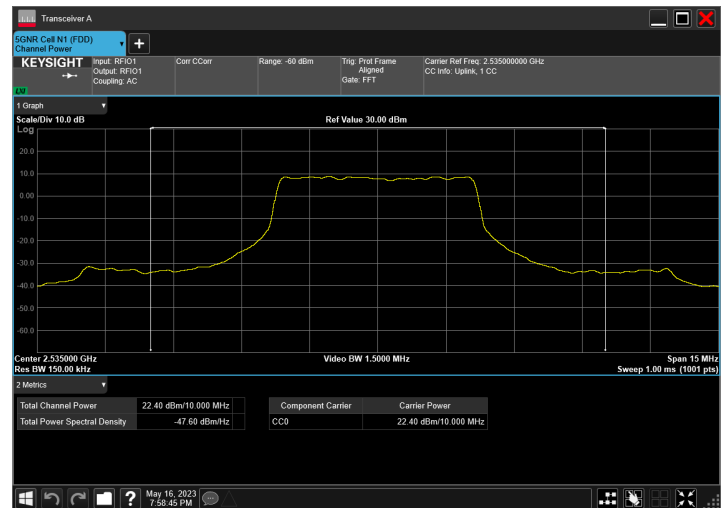 Transceiver A
5GNR Cell N1 (FDD)
Channel Power
KEYSIGHT
LXI
Input: RFIO1
Output: RFIO1
Coupling: AC
Corr CCorr
Range: -60 dBm
Trig: Prot Frame
Aligned
Gate: FFT
Carrier Ref Freq: 2.535000000 GHz
CC Info: Uplink, 1 CC
1 Graph
Scale/Div 10.0 dB
Ref Value 30.00 dBm
Log
20.0
10.0
0.00
-10.0
-20.0
-30.0
-40.0
-50.0
-60.0
Center 2.535000 GHz
Video BW 1.5000 MHz
Span 15 MHz
Res BW 150.00 kHz
Sweep 1.00 ms (1001 pts)
2 Metrics
Total Channel Power 22.40 dBm/10.000 MHz
Total Power Spectral Density -47.60 dBm/Hz
Component Carrier Carrier Power
CC0 22.40 dBm/10.000 MHz
?
May 16, 2023
7:58:45 PM